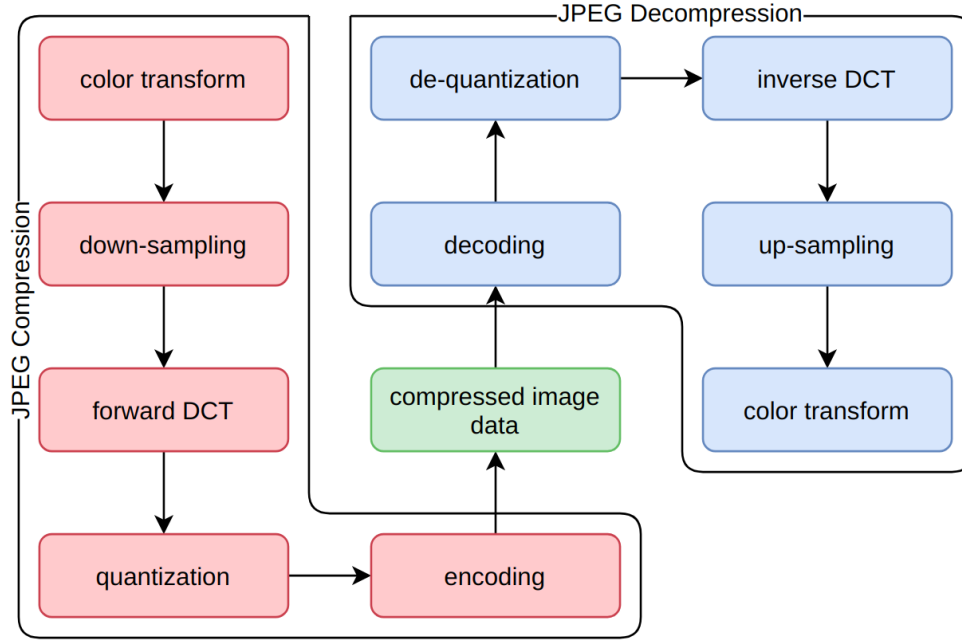 JPEG Decompression
JPEG Compression
color transform
down-sampling
forward DCT
quantization
encoding
compressed image
data
decoding
de-quantization
inverse DCT
up-sampling
color transform